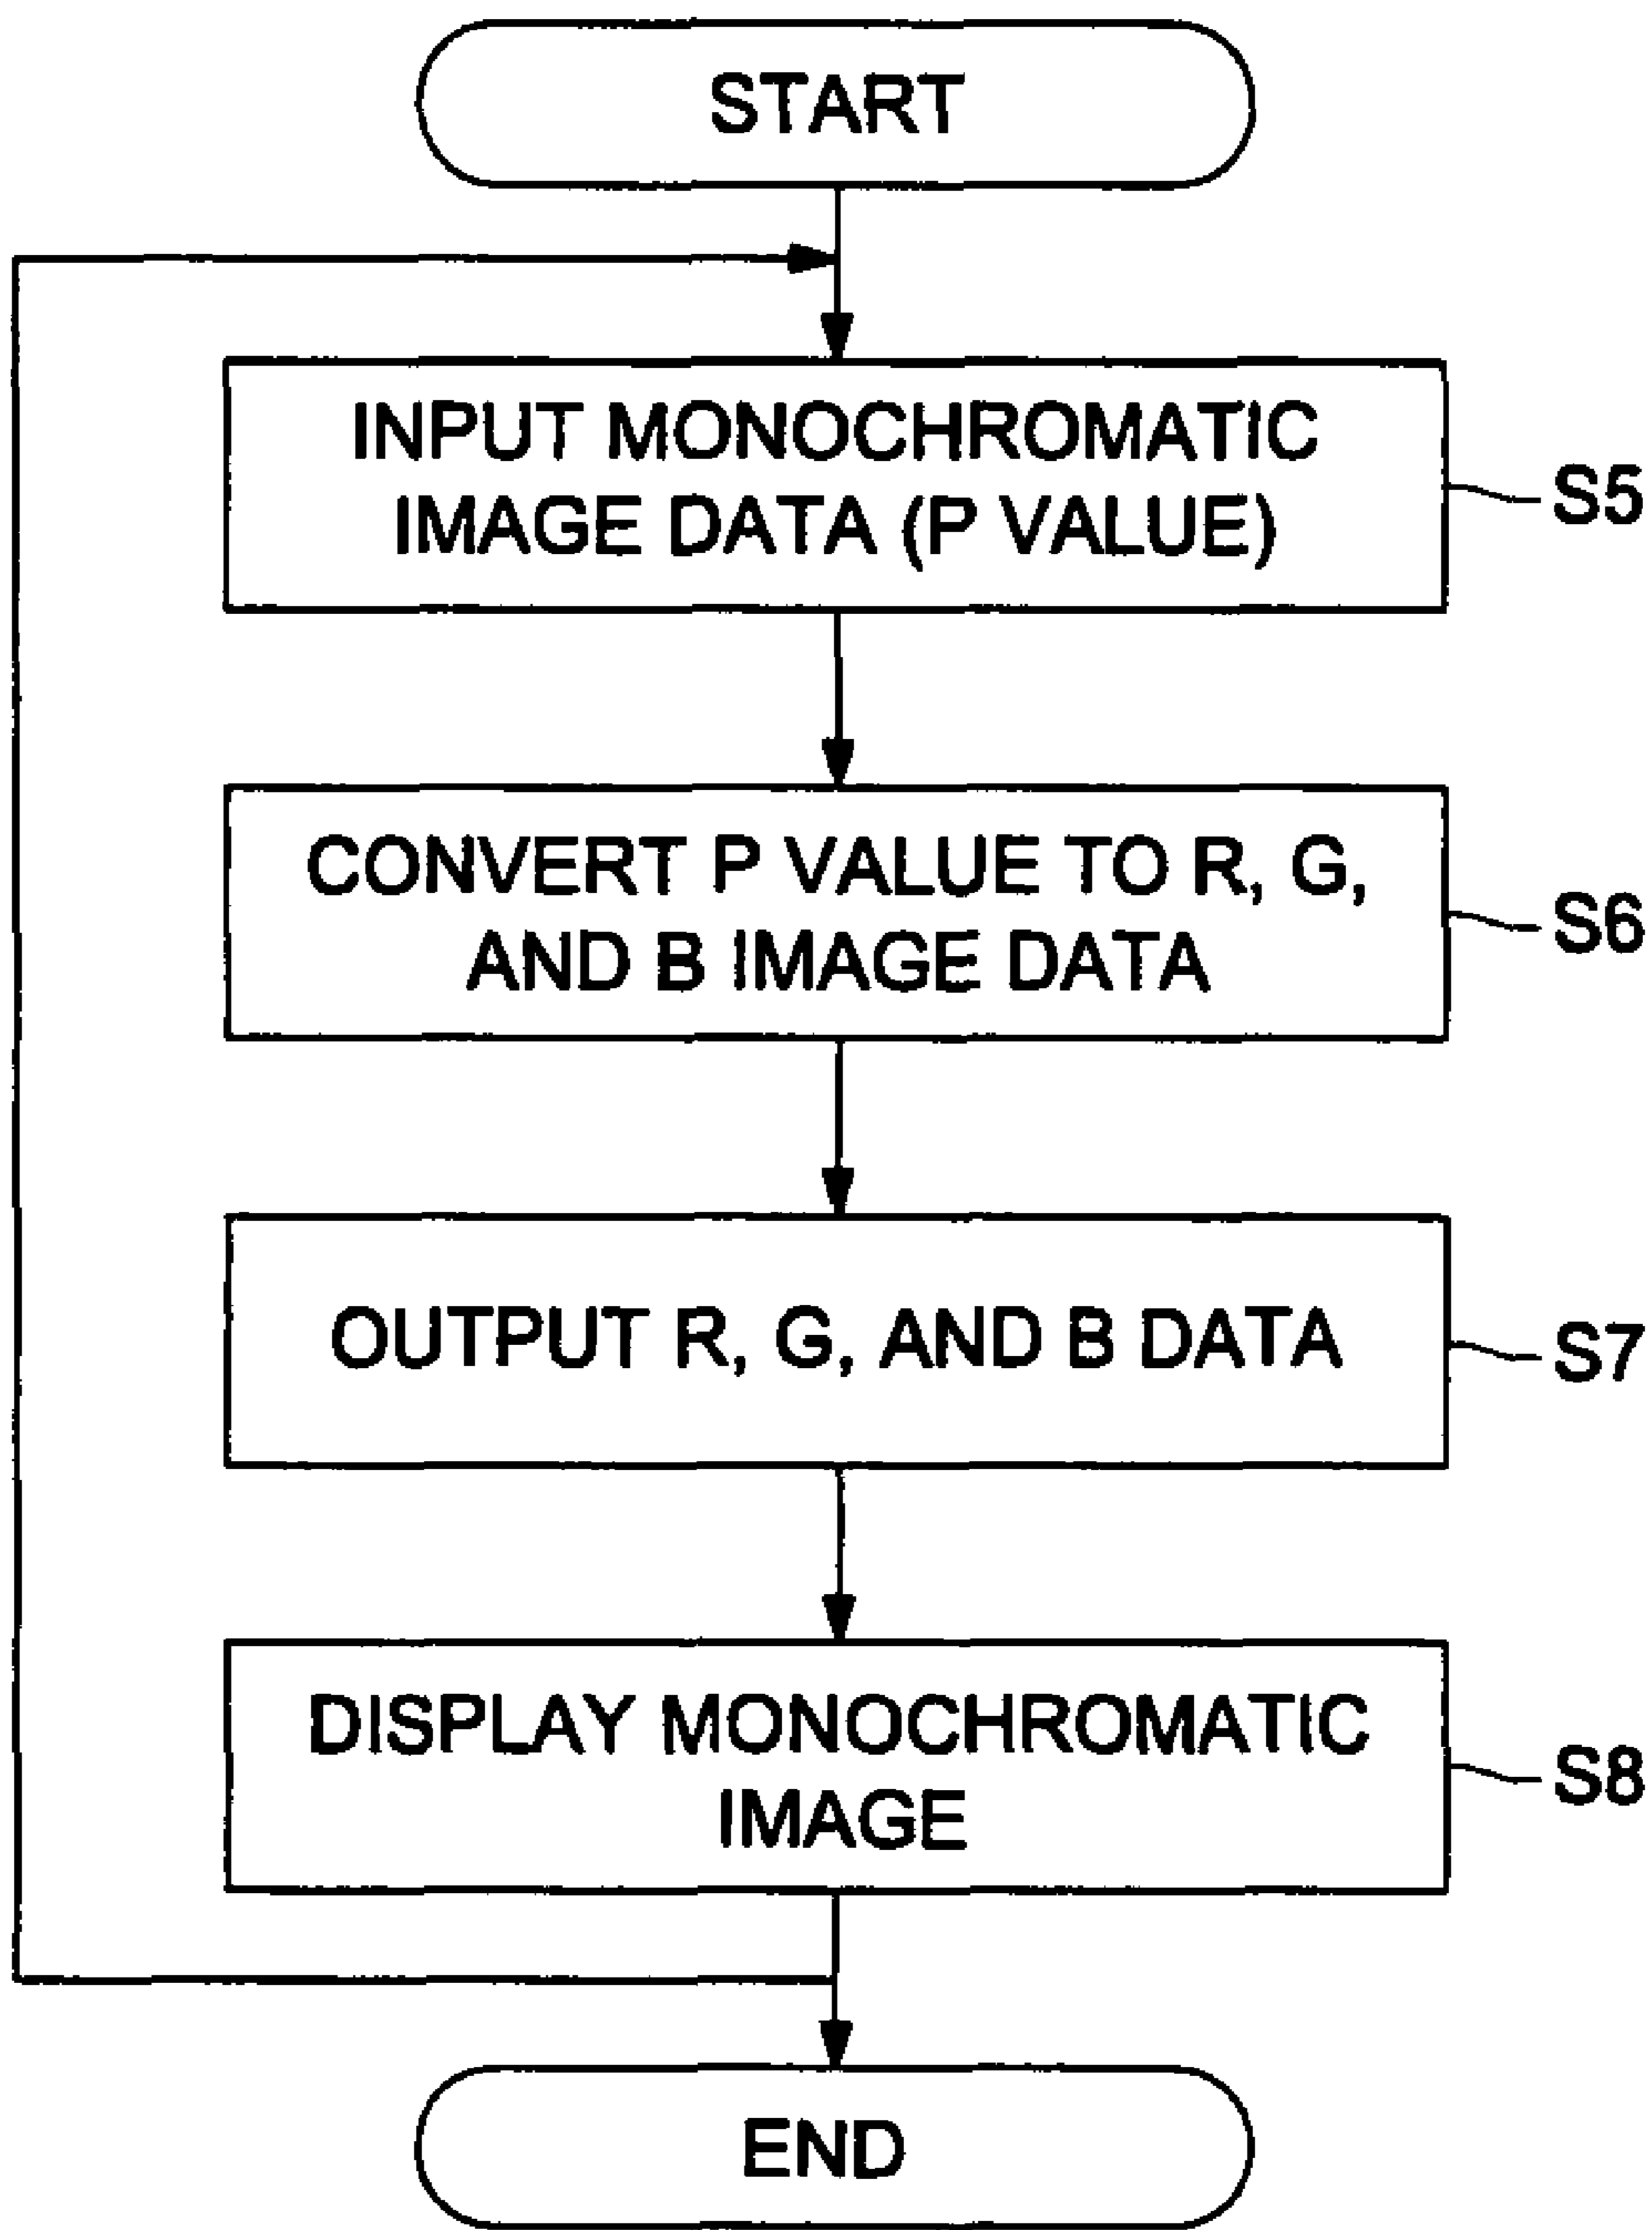 START
INPUT MONOCHROMATIC
IMAGE DATA (P VALUE)
S5
CONVERT P VALUE TO R, G,
AND B IMAGE DATA
S6
OUTPUT R, G, AND B DATA
S7
DISPLAY MONOCHROMATIC
IMAGE
S8
END